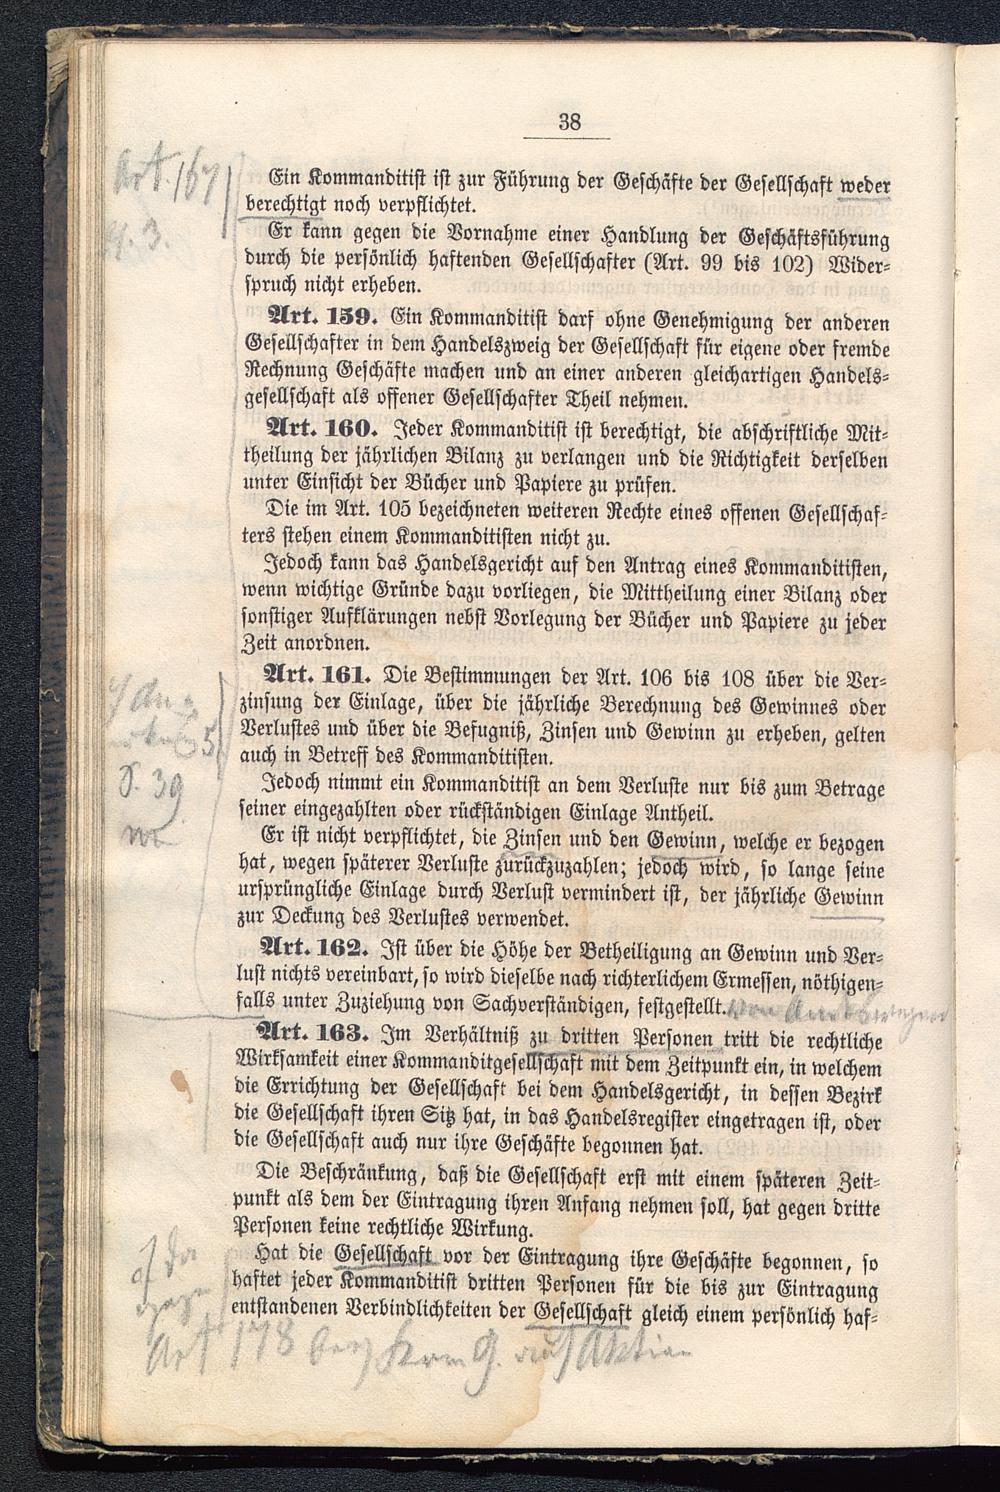 38
Art. 167
Ein Kommanditist ist zur Führung der Geschäfte der Gesellschaft weder
berechtigt noch verpflichtet.
3.
Er kann gegen die Vornahme einer Handlung der Geschäftsführung
durch die persönlich haftenden Gesellschafter (Art. 99 bis 102) Wider-
spruch nicht erheben.
Art. 159. Ein Kommanditist darf ohne Genehmigung der anderen
Gesellschafter in dem Handelszweig der Gesellschaft für eigene oder fremde
Rechnung Geschäfte machen und an einer anderen gleichartigen Handels-
gesellschaft als offener Gesellschafter Theil nehmen.
Art. 160. Jeder Kommanditist ist berechtigt, die abschriftliche Mit-
theilung der jährlichen Bilanz zu verlangen und die Richtigkeit derselben
unter Einsicht der Bücher und Papiere zu prüfen.
Die im Art. 105 bezeichneten weiteren Rechte eines offenen Gesellschaf-
ters stehen einem Kommanditisten nicht zu.
Jedoch kann das Handelsgericht auf den Antrag eines Kommanditisten,
wenn wichtige Gründe dazu vorliegen, die Mittheilung einer Bilanz oder
sonstiger Aufklärungen nebst Vorlegung der Bücher und Papiere zu jeder
Zeit anordnen.
Art. 161. Die Bestimmungen der Art. 106 bis 108 über die Ver-
zinsung der Einlage, über die jährliche Berechnung des Gewinnes oder
Verlustes und über die Befugniß, Zinsen und Gewinn zu erheben, gelten
auch in Betreff des Kommanditisten.
S. 39
Jedoch nimmt ein Kommanditist an dem Verluste nur bis zum Betrage
seiner eingezahlten oder rückständigen Einlage Antheil.
Er ist nicht verpflichtet, die Zinsen und den Gewinn, welche er bezogen
hat, wegen späterer Verluste zurückzuzahlen; jedoch wird, so lange seine
ursprüngliche Einlage durch Verlust vermindert ist, der jährliche Gewinn
zur Deckung des Verlustes verwendet.
Art. 162. Ist über die Höhe der Betheiligung an Gewinn und Ver-
lust nichts vereinbart, so wird dieselbe nach richterlichem Ermessen, nöthigen-
falls unter Zuziehung von Sachverständigen, festgestellt. von Amtswegen
Art. 163. Im Verhältniß zu dritten Personen tritt die rechtliche
Wirksamkeit einer Kommanditgesellschaft mit dem Zeitpunkt ein, in welchem
die Errichtung der Gesellschaft bei dem Handelsgericht, in dessen Bezirk
die Gesellschaft ihren Sitz hat, in das Handelsregister eingetragen ist, oder
die Gesellschaft auch nur ihre Geschäfte begonnen hat.
Die Beschränkung, daß die Gesellschaft erst mit einem späteren Zeit-
punkt als dem der Eintragung ihren Anfang nehmen soll, hat gegen dritte
Personen keine rechtliche Wirkung.
Hat die Gesellschaft vor der Eintragung ihre Geschäfte begonnen, so
haftet jeder Kommanditist dritten Personen für die bis zur Eintragung
entstandenen Verbindlichkeiten der Gesellschaft gleich einem persönlich haf-
Art 178 G. auf Aktien